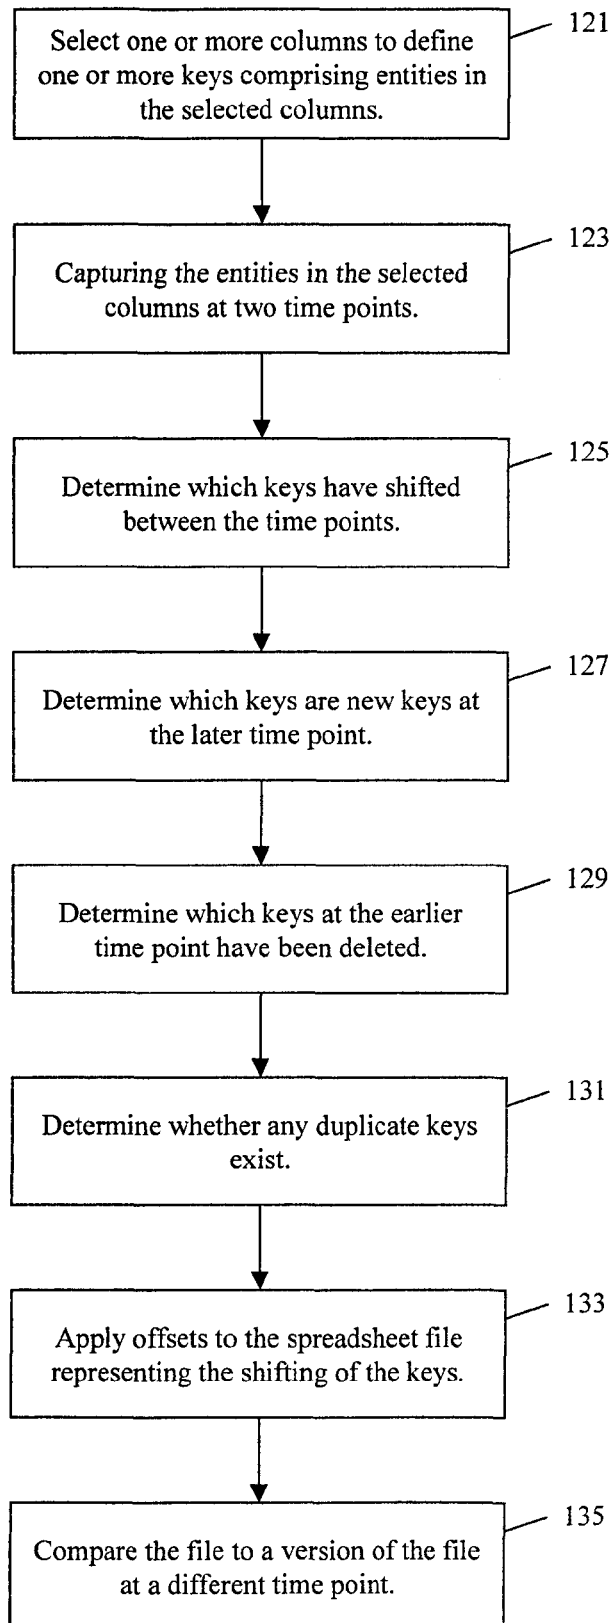 Select one or more columns to define
one or more keys comprising entities in
the selected columns.
121
Capturing the entities in the selected
columns at two time points.
123
Determine which keys have shifted
between the time points.
125
Determine which keys are new keys at
the later time point.
127
Determine which keys at the earlier
time point have been deleted.
129
Determine whether any duplicate keys
exist.
131
Apply offsets to the spreadsheet file
representing the shifting of the keys.
133
Compare the file to a version of the file
at a different time point.
135